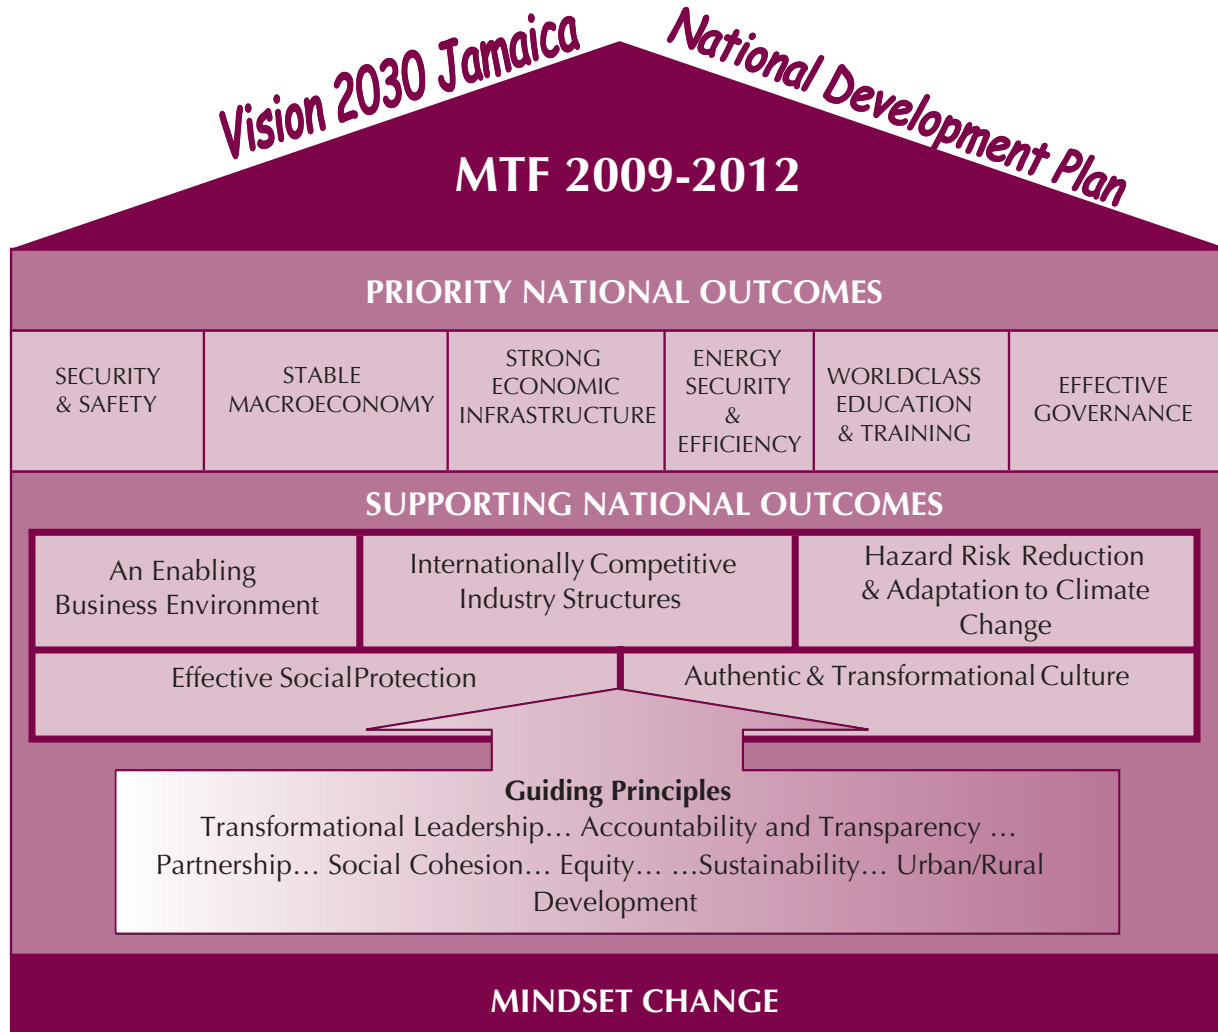 Vision 2030 Jamaica
National Development Plan
MTF 2009-2012
PRIORITY NATIONAL OUTCOMES
SECURITY
& SAFETY
STABLE
MACROECONOMY
STRONG
ECONOMIC
INFRASTRUCTURE
ENERGY
SECURITY
&
EFFICIENCY
WORLDCLASS
EDUCATION
& TRAINING
EFFECTIVE
GOVERNANCE
SUPPORTING NATIONAL OUTCOMES
An Enabling
Business Environment
Internationally Competitive
Industry Structures
Hazard Risk Reduction
& Adaptation to Climate
Change
Effective SocialProtection
Authentic & Transformational Culture
Guiding Principles
Transformational Leadership… Accountability and Transparency …
Partnership… Social Cohesion… Equity… …Sustainability… Urban/Rural
Development
MINDSET CHANGE